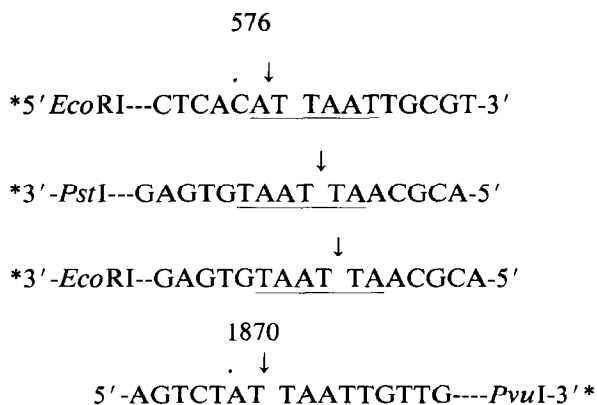 576
↓
*5′EcoRI---CTCACAT TAATTGCGT-3′
↓
*3′-PstI---GAGTGTAAT TAACGCA-5′
↓
*3′-EcoRI--GAGTGTAAT TAACGCA-5′
1870
↓
5′-AGTCTAT TAATTGTTG----PvuI-3′*